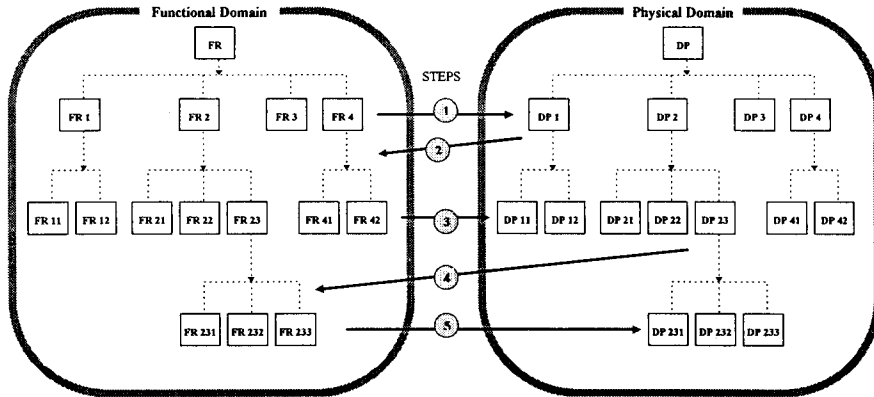 Functional Domain
Physical Domain
FR
DP
STEPS
FR 1
FR 2
FR 3
FR 4
1
DP 1
DP 2
DP 3
DP 4
2
FR 11
FR 12
FR 21
FR 22
FR 23
FR 41
FR 42
3
DP 11
DP 12
DP 21
DP 22
DP 23
DP 41
DP 42
4
FR 231
FR 232
FR 233
5
DP 231
DP 232
DP 233